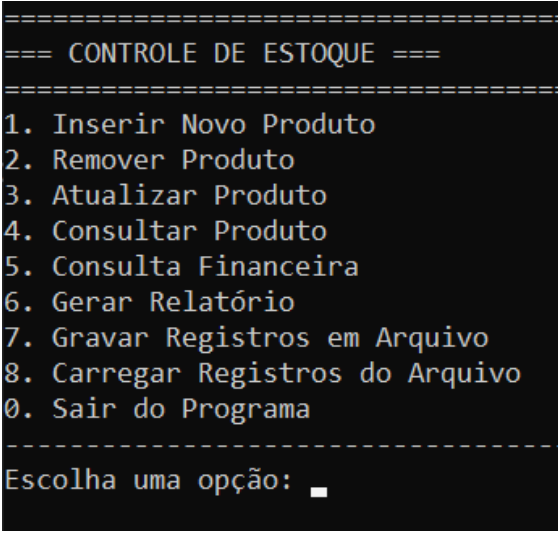 ==================================
=== CONTROLE DE ESTOQUE ===
==================================
1. Inserir Novo Produto
2. Remover Produto
3. Atualizar Produto
4. Consultar Produto
5. Consulta Financeira
6. Gerar Relatório
7. Gravar Registros em Arquivo
8. Carregar Registros do Arquivo
0. Sair do Programa
----------------------------------
Escolha uma opção: